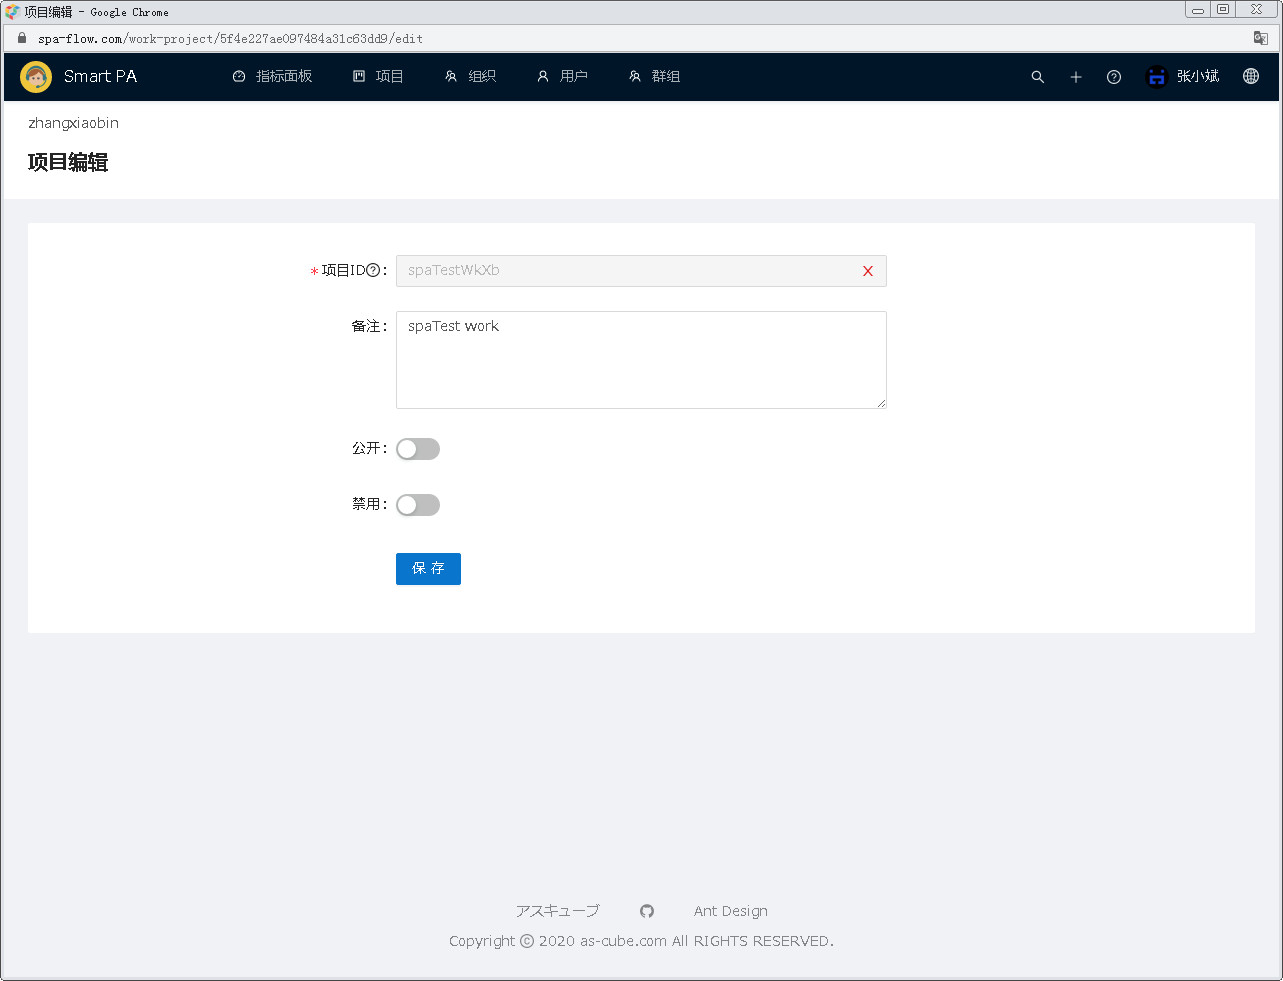 项目编辑 - Google Chrome
spa-flow.com/work-project/5f4e227ae097484a31c63dd9/edit
Smart PA 指标面板 项目 组织 用户 群组 张小斌
zhangxiaobin
项目编辑
* 项目ID : spaTestWkXb X
备注 : spaTest work
公开 :
禁用 :
保 存
アスキューブ Ant Design
Copyright © 2020 as-cube.com All RIGHTS RESERVED.